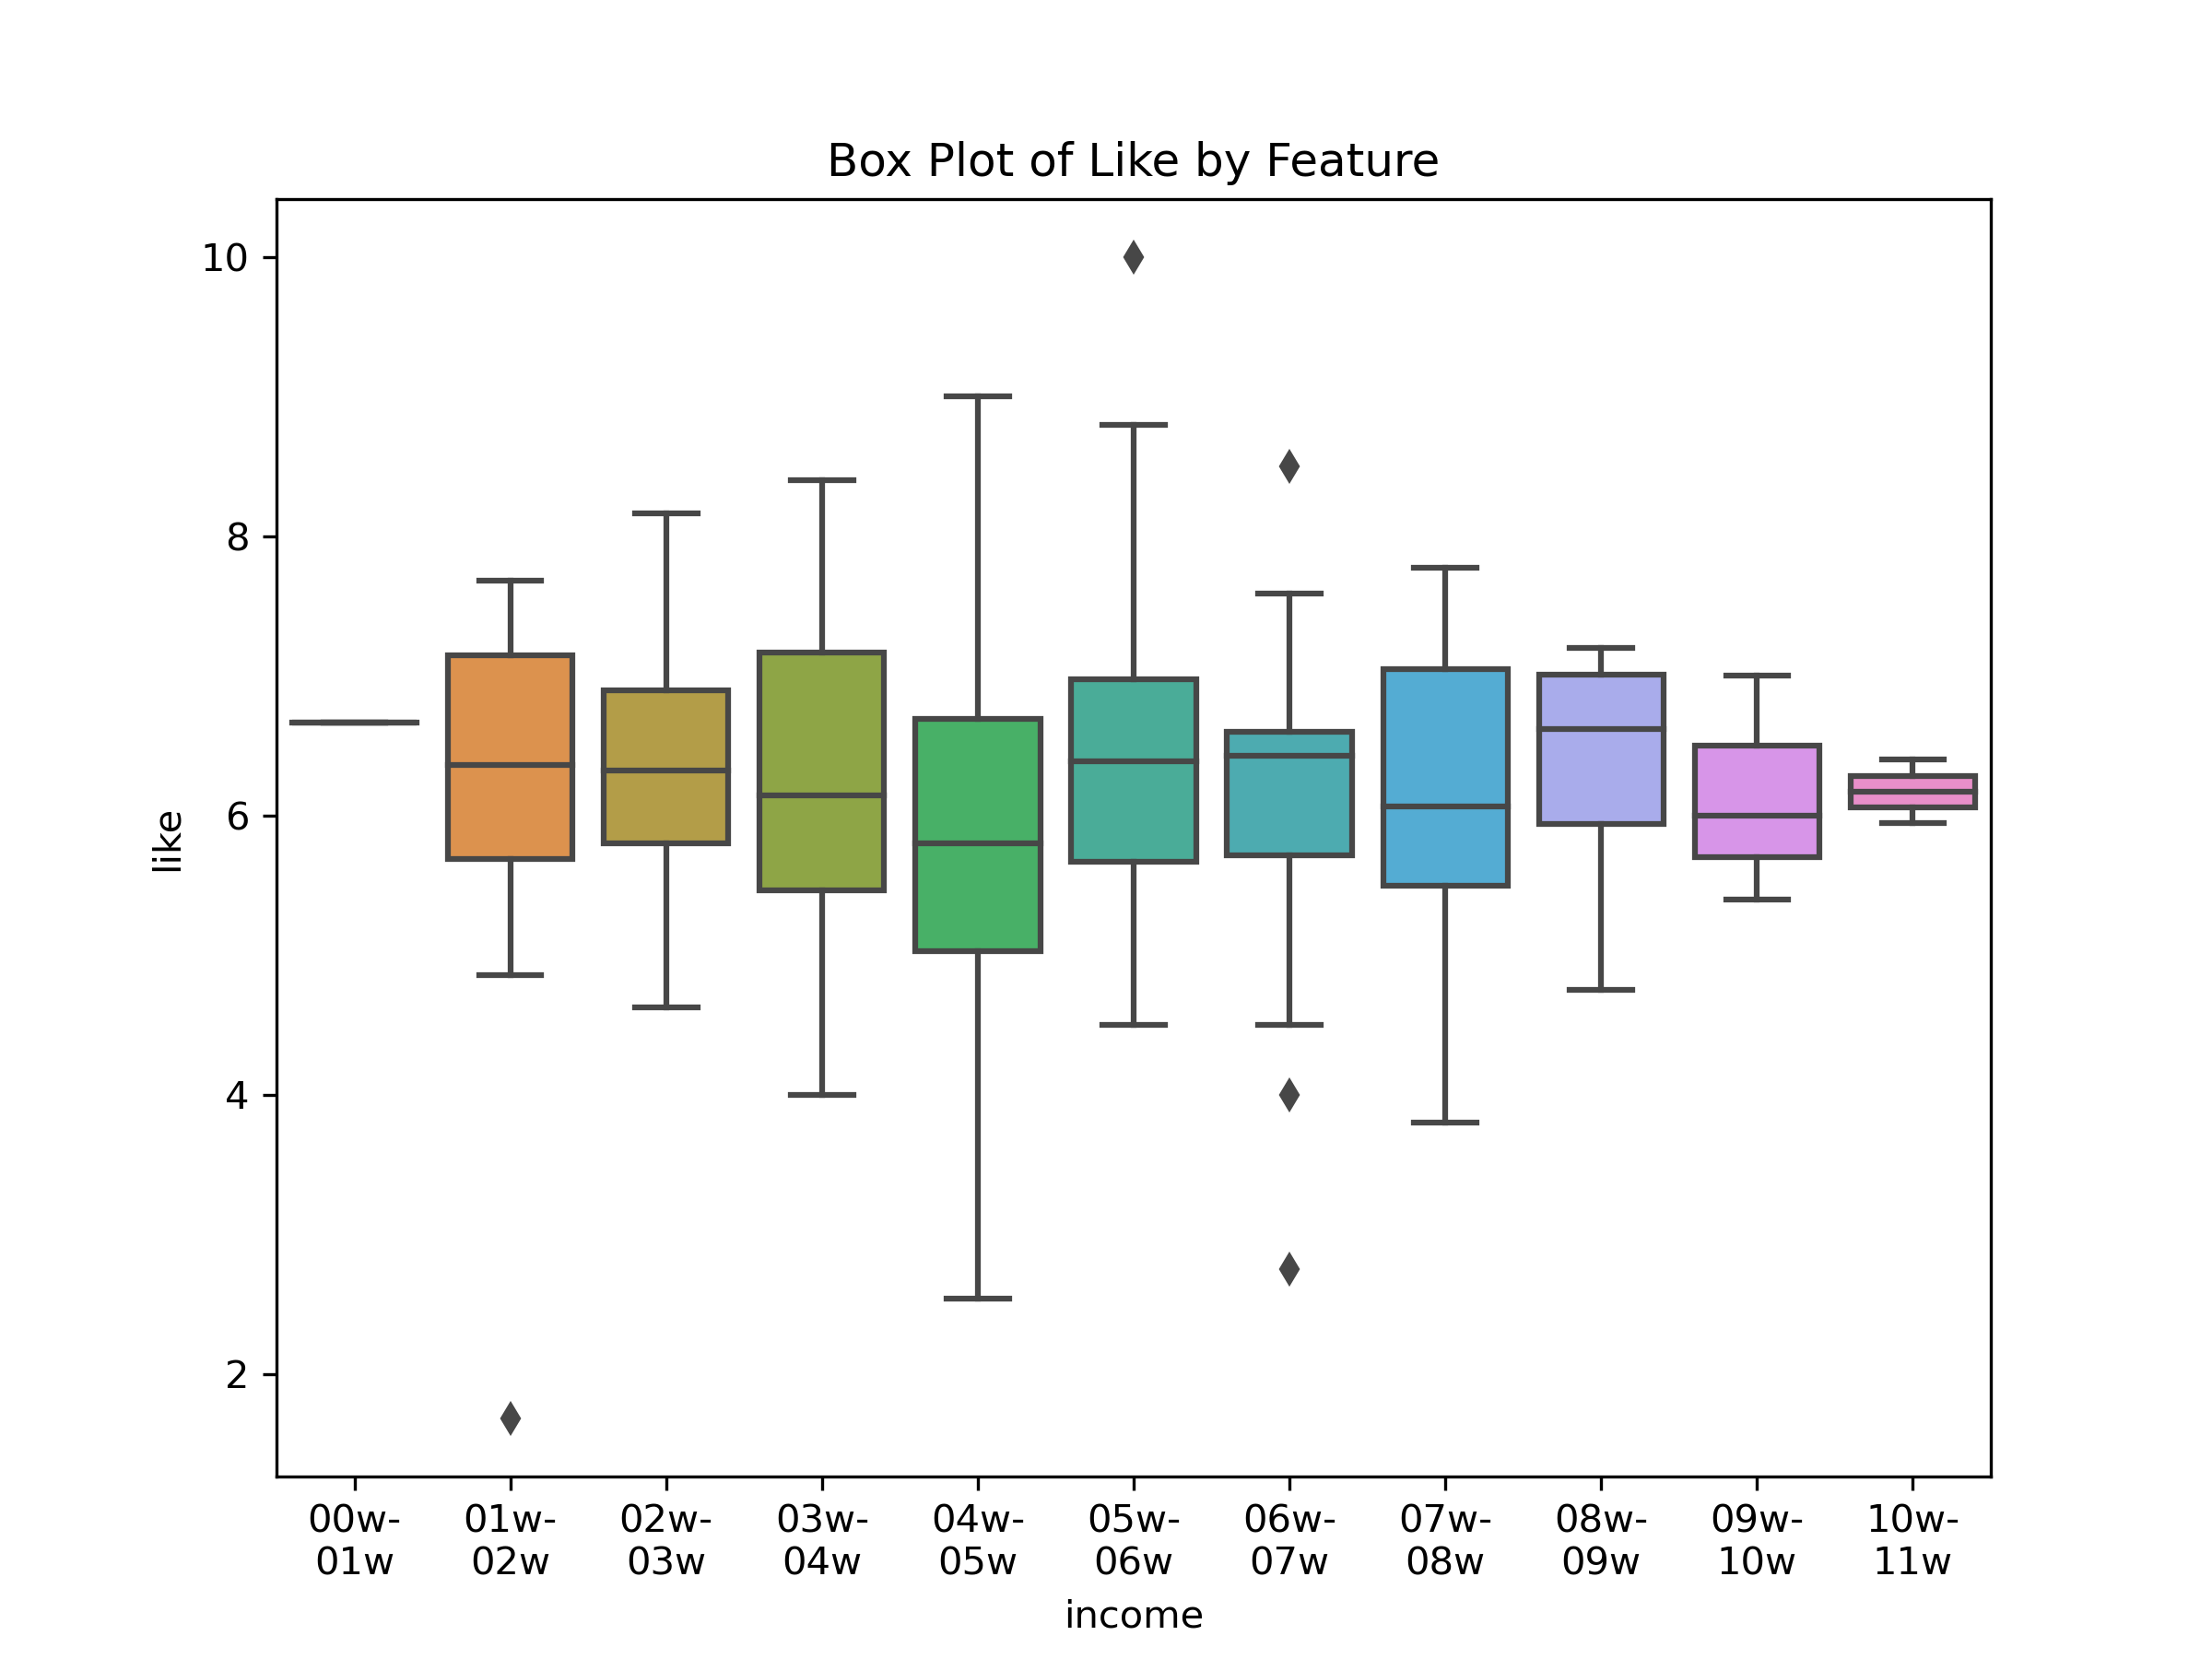 Box Plot of Like by Feature
10
8
6
4
2
like
00w- 01w- 02w- 03w- 04w- 05w- 06w- 07w- 08w- 09w- 10w-
01w 02w 03w 04w 05w 06w 07w 08w 09w 10w 11w
income